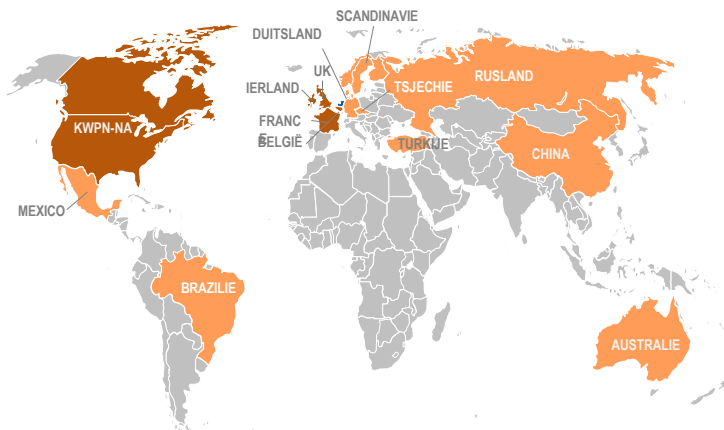 SCANDINAVIE
DUITSLAND
UK
TSJECHIE
RUSLAND
IERLAND
KWPN-NA
FRANC
E
BELGIË
TURKIJE
CHINA
MEXICO
BRAZILIE
AUSTRALIE